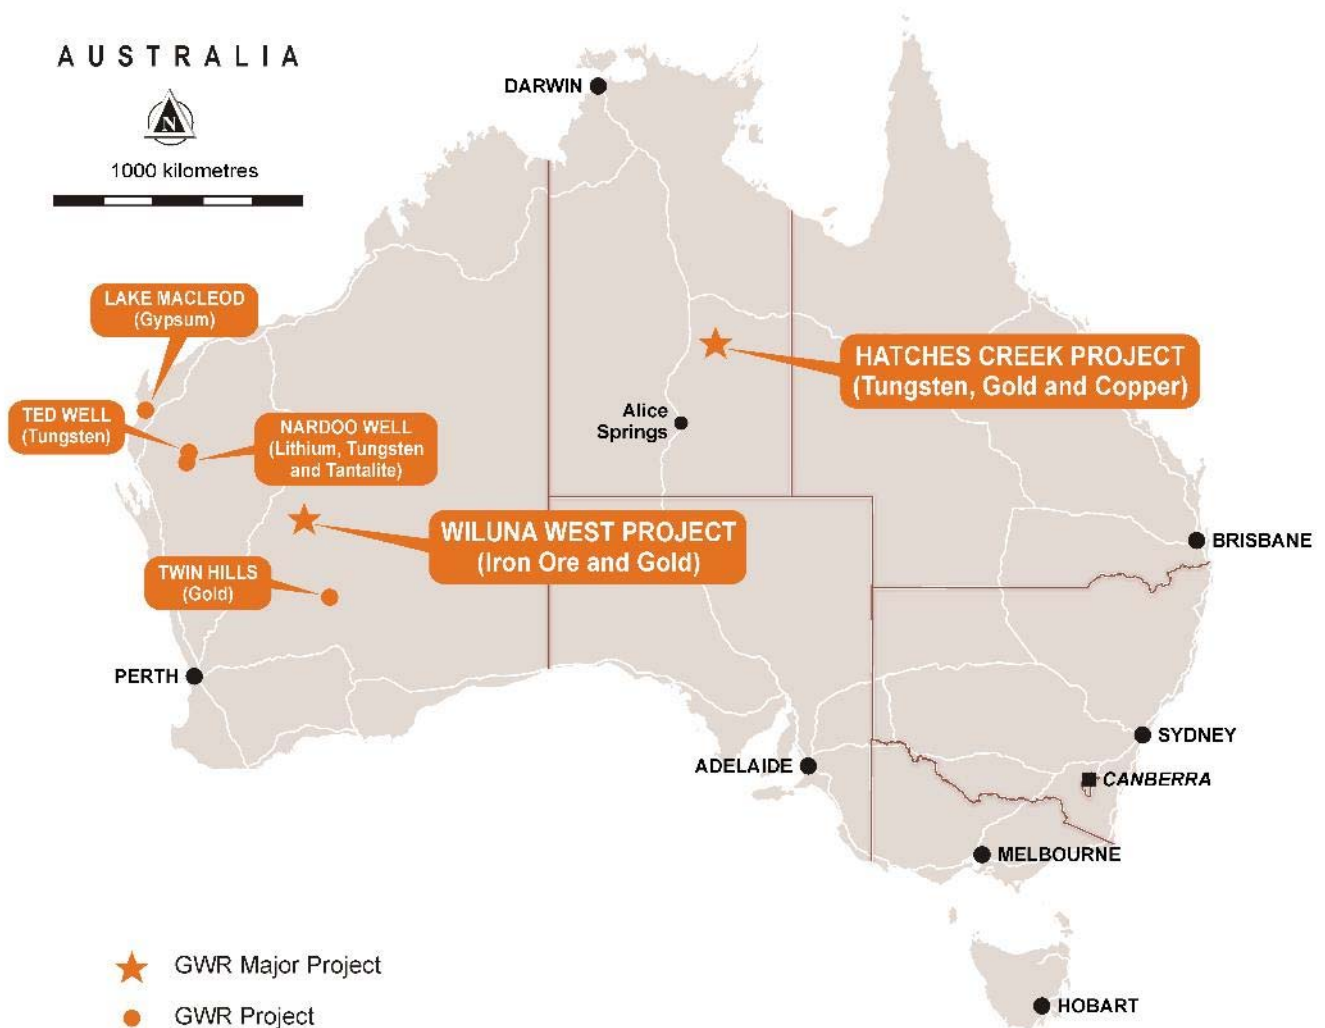 AUSTRALIA
N
1000 kilometres
DARWIN
LAKE MACLEOD
(Gypsum)
HATCHES CREEK PROJECT
(Tungsten, Gold and Copper)
TED WELL
(Tungsten)
NARDOO WELL
(Lithium, Tungsten
and Tantalite)
Alice
Springs
WILUNA WEST PROJECT
(Iron Ore and Gold)
BRISBANE
TWIN HILLS
(Gold)
PERTH
SYDNEY
ADELAIDE
CANBERRA
MELBOURNE
GWR Major Project
GWR Project
HOBART